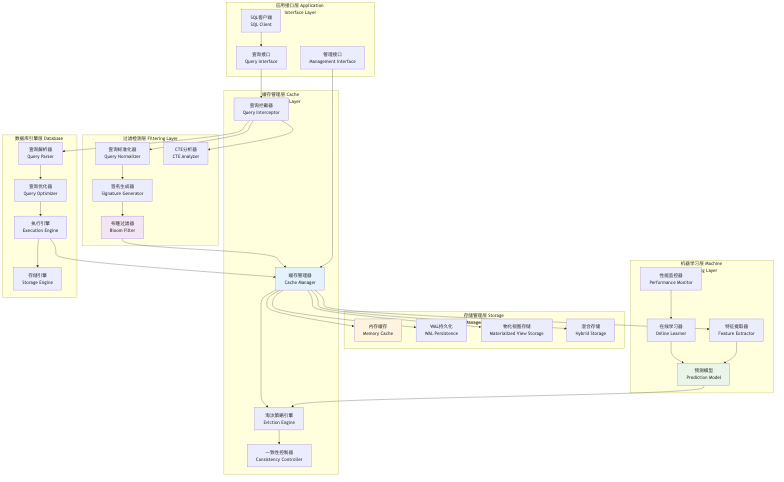 应用接口层 Application
Interface Layer
SQL客户端
SQL Client
查询接口
Query Interface
管理接口
Management Interface
缓存管理层 Cache
Layer
查询拦截器
Query Interceptor
数据库引擎层 Database
查询解析器
Query Parser
查询优化器
Query Optimizer
执行引擎
Execution Engine
存储引擎
Storage Engine
过滤检测层 Filtering Layer
查询标准化器
Query Normalizer
CTE分析器
CTE Analyzer
签名生成器
Signature Generator
布隆过滤器
Bloom Filter
缓存管理器
Cache Manager
机器学习层 Machine
Layer
性能监控器
Performance Monitor
在线学习器
Online Learner
特征提取器
Feature Extractor
预测模型
Prediction Model
存储管理层 Storage
内存缓存
Memory Cache
WAL持久化
WAL Persistence
物化视图存储
Materialized View Storage
混合存储
Hybrid Storage
淘汰策略引擎
Eviction Engine
一致性控制器
Consistency Controller